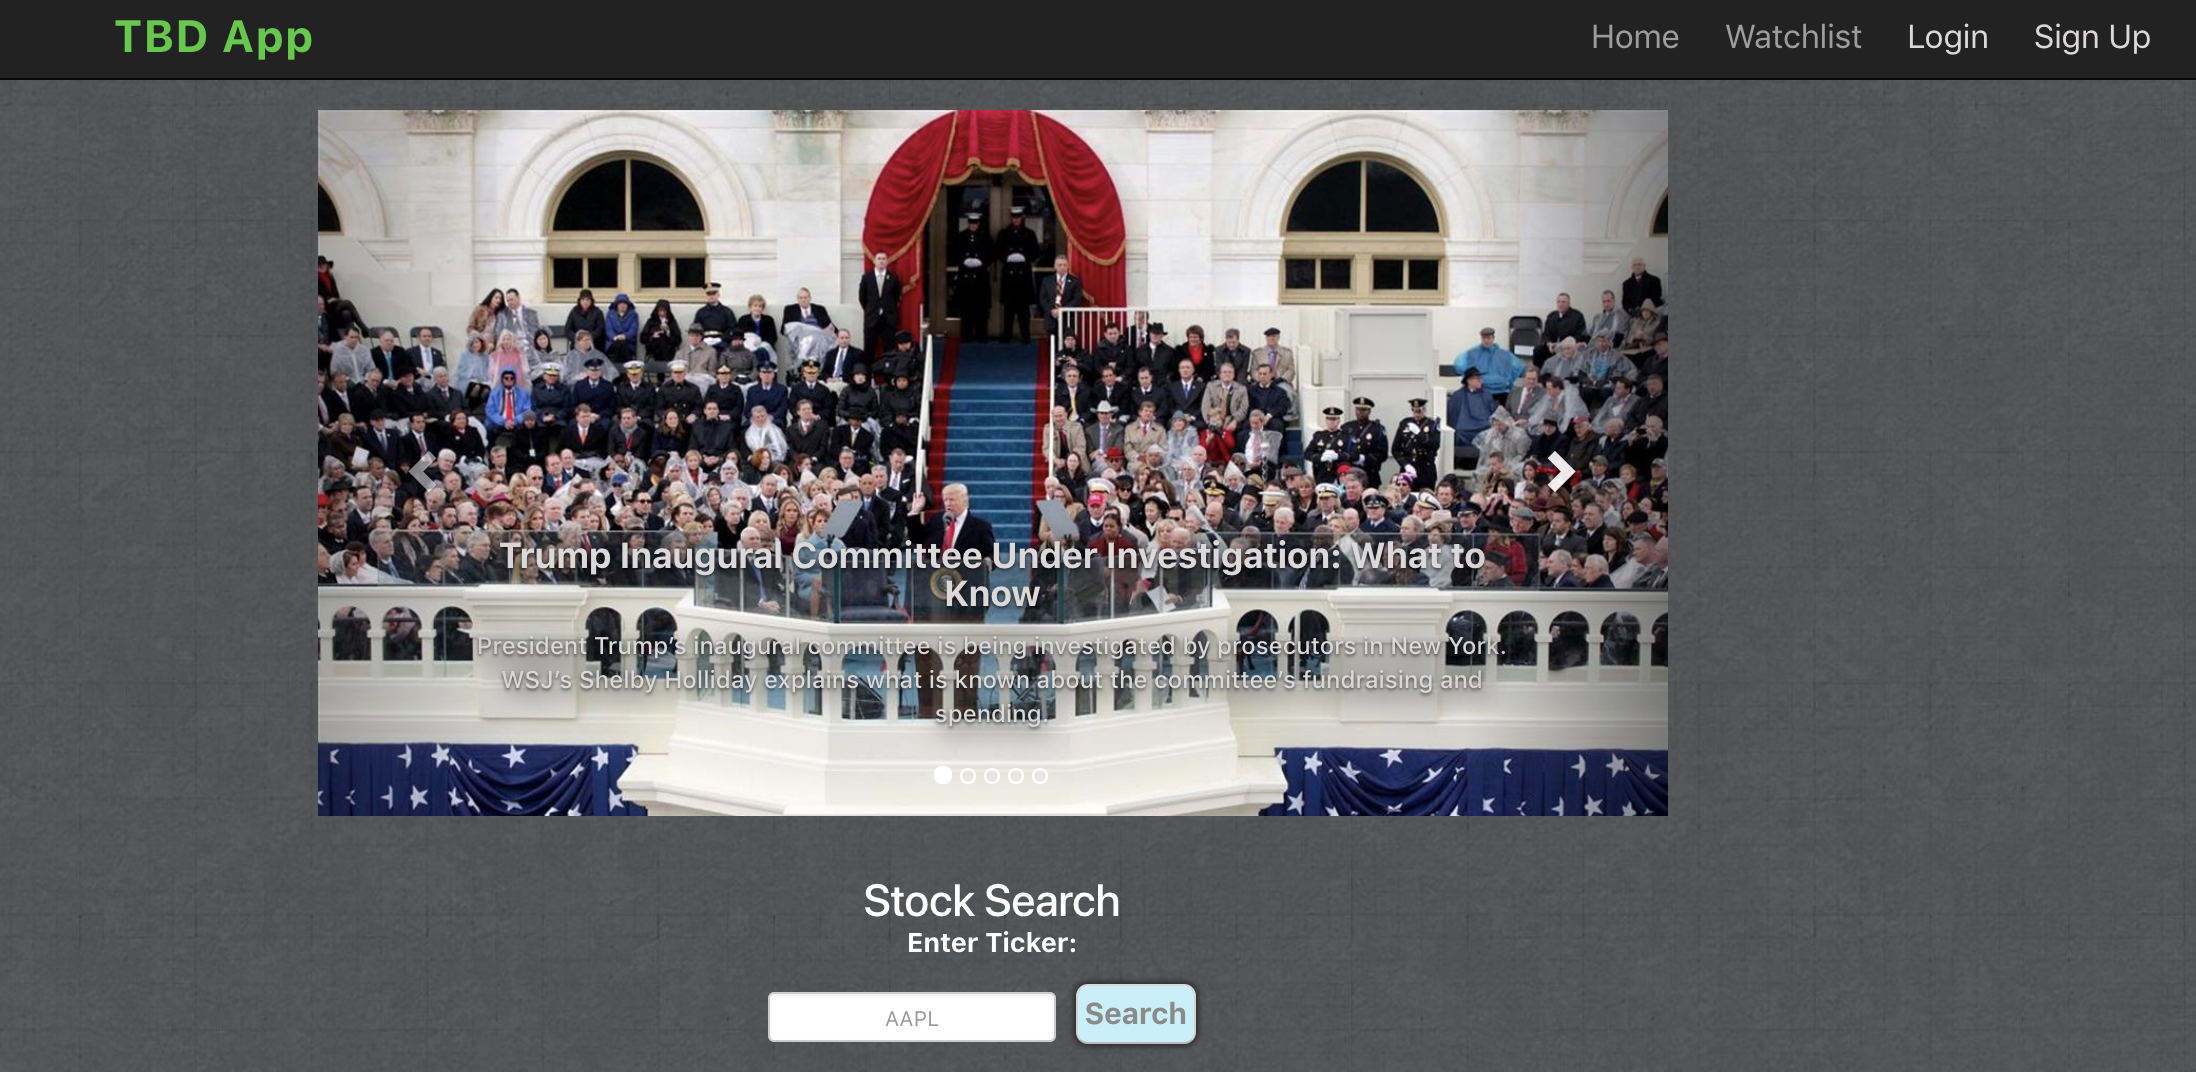 TBD App
Home Watchlist Login Sign Up
Trump Inaugural Committee Under Investigation: What to
Know
President Trump’s inaugural committee is being investigated by prosecutors in New York.
WSJ’s Shelby Holliday explains what is known about the committee’s fundraising and
spending.
Stock Search
Enter Ticker:
AAPL
Search